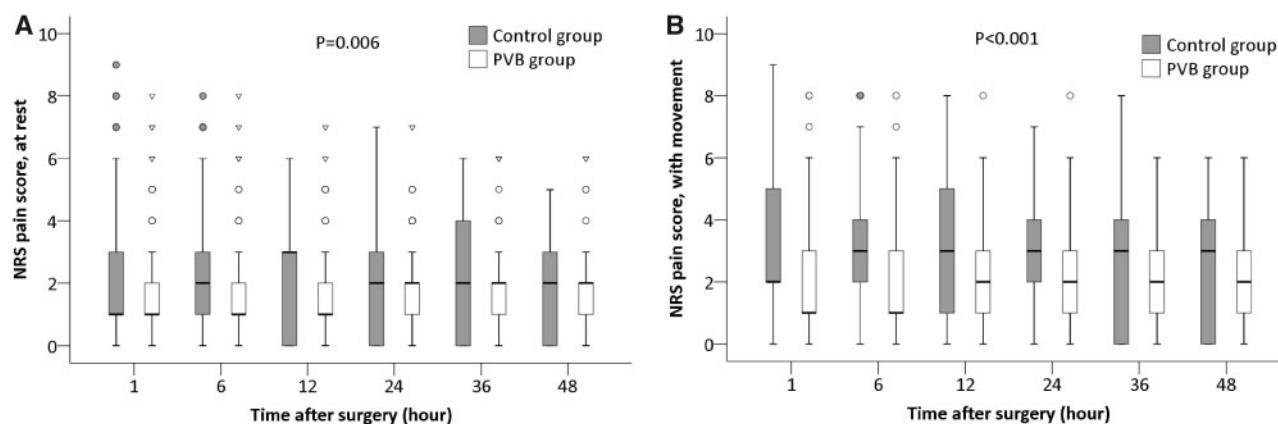 A
P=0.006
Control group
PVB group
NRS pain score, at rest
10
8
6
4
2
0
1 6 12 24 36 48
Time after surgery (hour)
B
P<0.001
Control group
PVB group
NRS pain score, with movement
10
8
6
4
2
0
1 6 12 24 36 48
Time after surgery (hour)